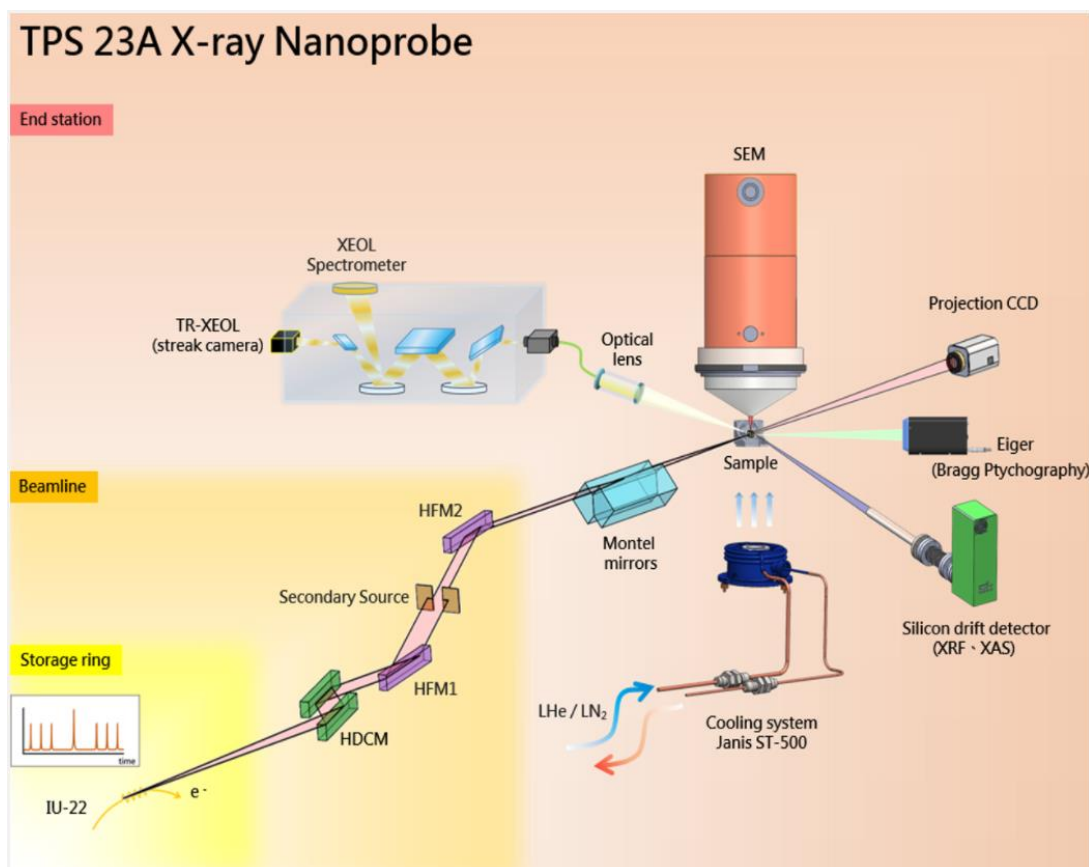 TPS 23A X-ray Nanoprobe
End station
SEM
XEOL
Spectrometer
Projection CCD
TR-XEOL
(streak camera)
Optical
lens
Sample
Eiger
(Bragg Ptychography)
Beamline
HFM2
Montel
mirrors
Secondary Source
Silicon drift detector
(XRF、XAS)
Storage ring
HFM1
LHe / LN₂
Cooling system
Janis ST-500
HDCM
time
IU-22
e⁻